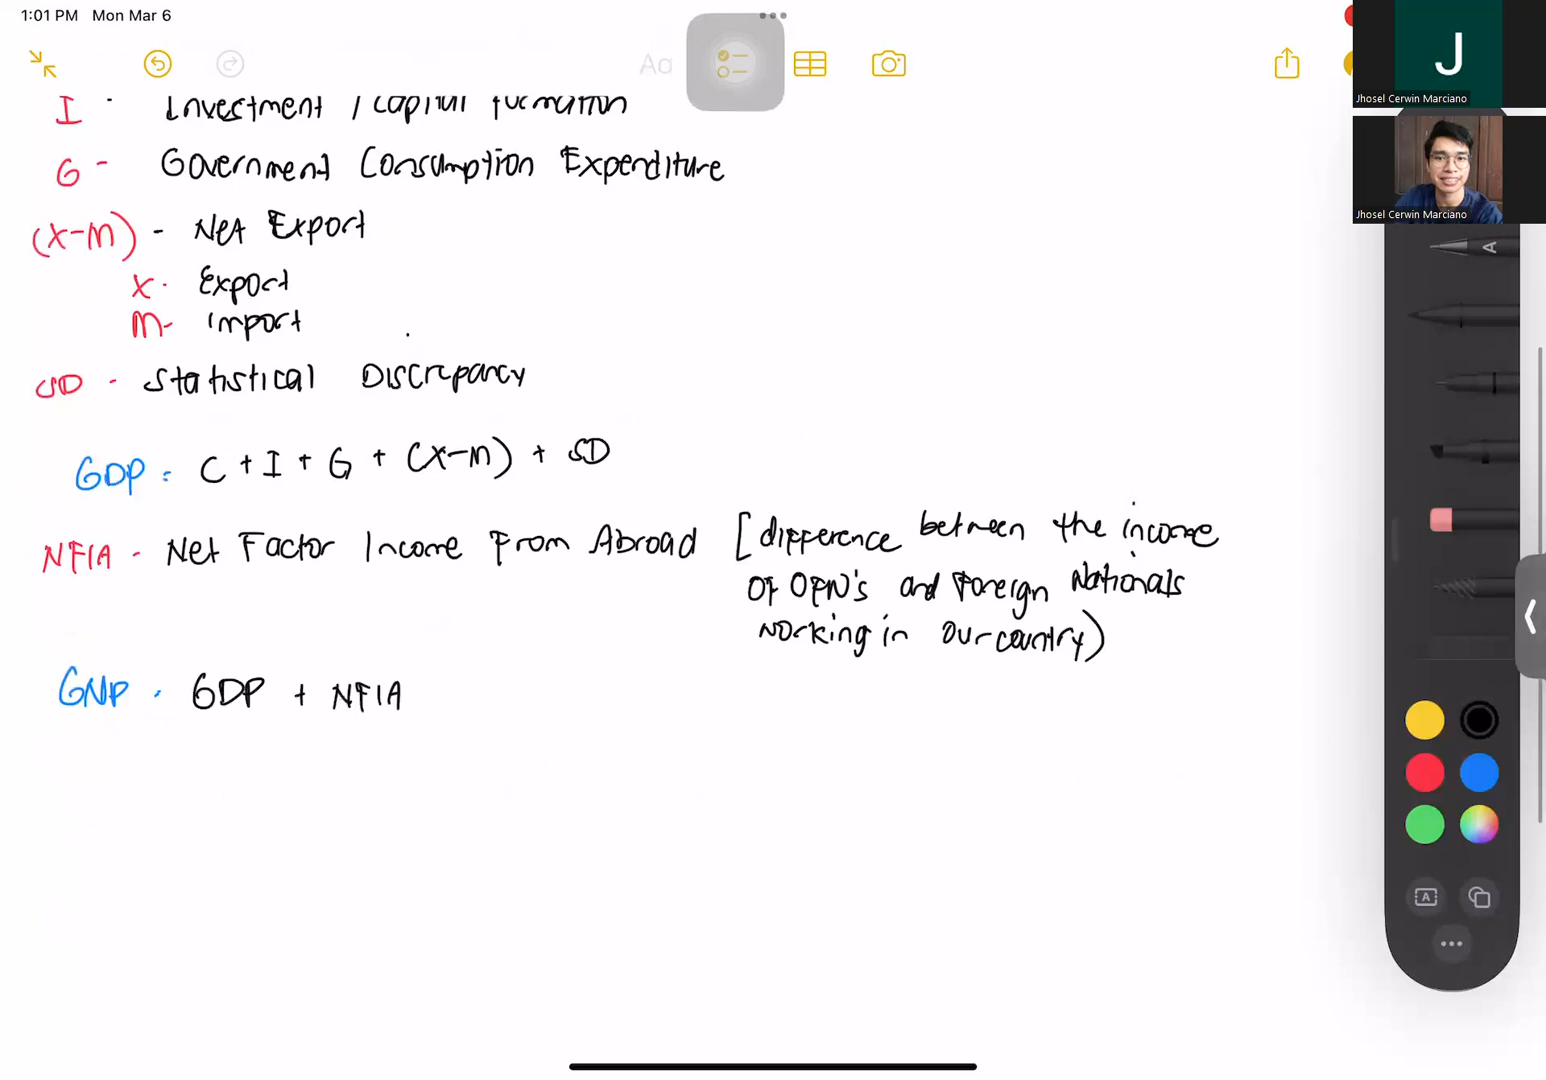 1:01 PM Mon Mar 6
Aa
J
Jhosel Cerwin Marciano
Jhosel Cerwin Marciano
A
I - Investment / Capital Formation
G - Government Consumption Expenditure
(X-M) - Net Export
X - Export
M - Import
SD - Statistical Discrepancy
GDP = C + I + G + (X-M) + SD
NFIA - Net Factor Income From Abroad [difference between the income
of OFW's and Foreign Nationals
working in our country)
GNP = GDP + NFIA
A